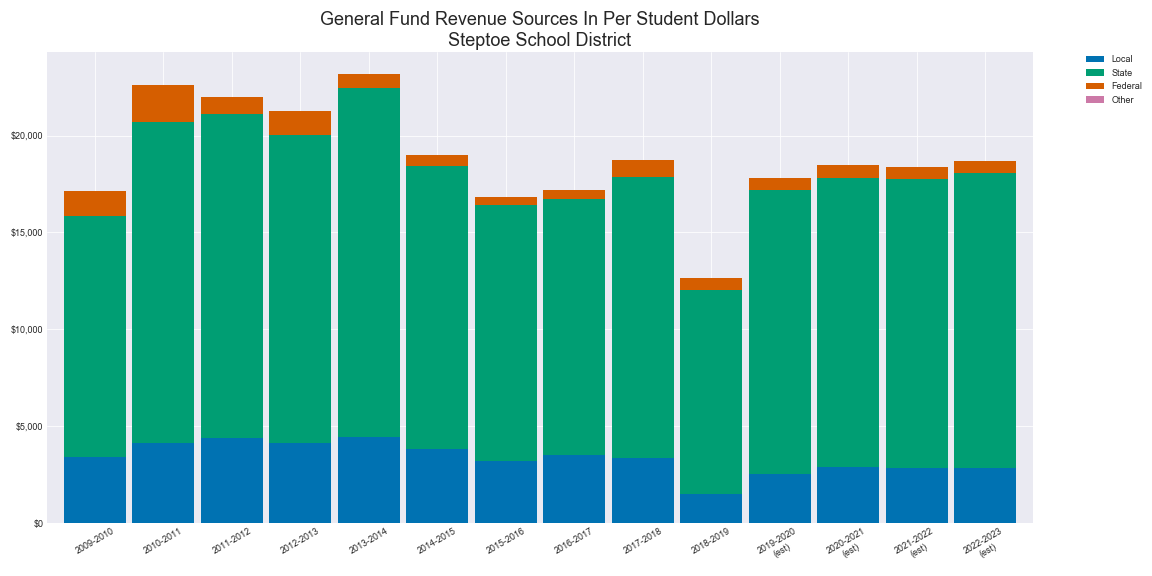 General Fund Revenue Sources In Per Student Dollars
Steptoe School District
Local
State
Federal
Other
$20,000
$15,000
$10,000
$5,000
$0
2009-2010
2010-2011
2011-2012
2012-2013
2013-2014
2014-2015
2015-2016
2016-2017
2017-2018
2018-2019
2019-2020
(est)
2020-2021
(est)
2021-2022
(est)
2022-2023
(est)